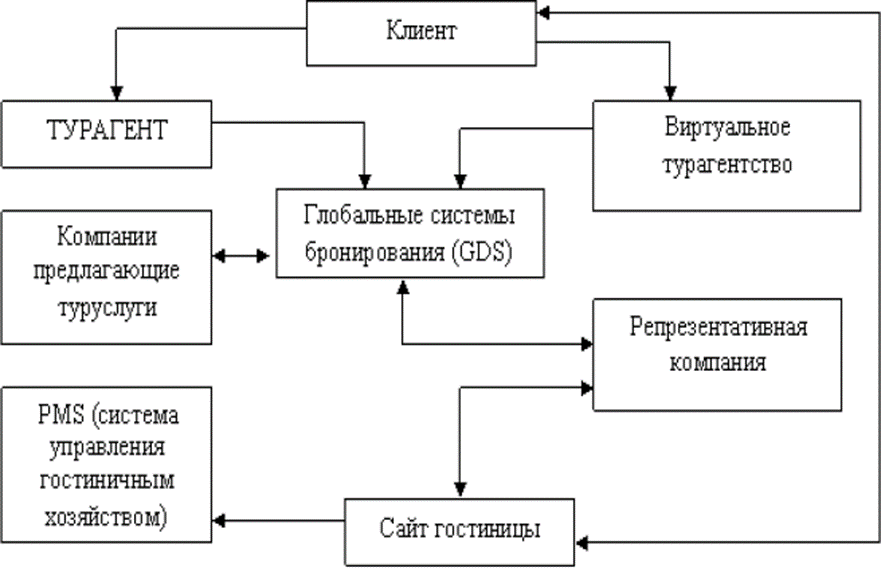 Клиент
ТУРАГЕНТ
Виртуальное
турагентство
Глобальные системы
бронирования (GDS)
Компании
предлагающие
туруслуги
Репрезентативная
компания
PMS (система
управления
гостиничным
хозяйством)
Сайт гостиницы